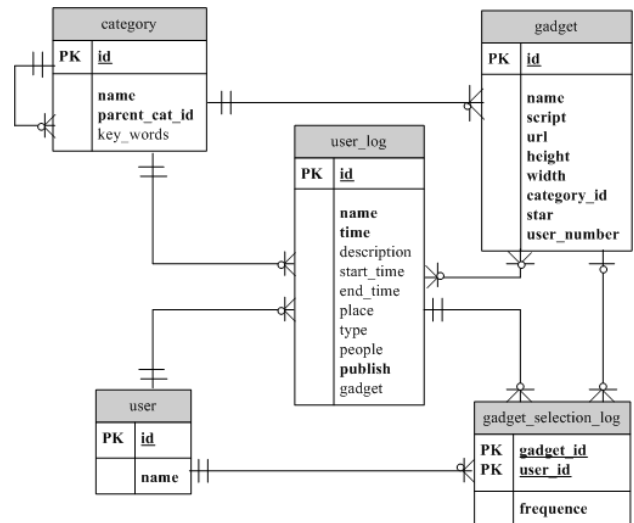 category
PK id
name
parent_cat_id
key_words
gadget
PK id
name
script
url
height
width
category_id
star
user_number
user_log
PK id
name
time
description
start_time
end_time
place
type
people
publish
gadget
user
PK id
name
gadget_selection_log
PK gadget_id
PK user_id
frequence